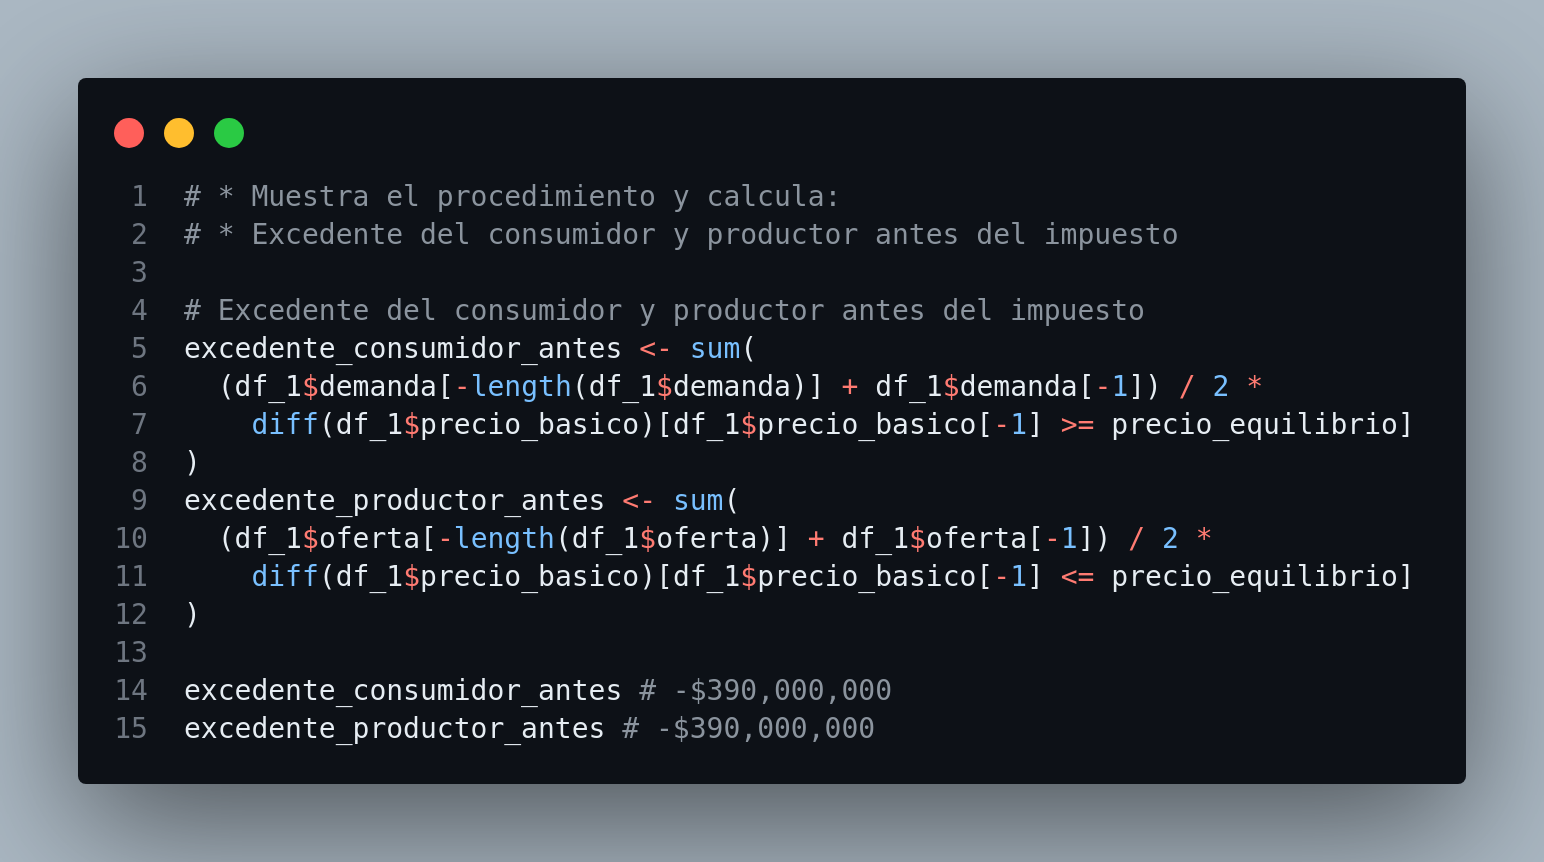 1 # * Muestra el procedimiento y calcula:
2 # * Excedente del consumidor y productor antes del impuesto
3
4 # Excedente del consumidor y productor antes del impuesto
5 excedente_consumidor_antes <- sum(
6   (df_1$demanda[-length(df_1$demanda)] + df_1$demanda[-1]) / 2 *
7     diff(df_1$precio_basico)[df_1$precio_basico[-1] >= precio_equilibrio]
8 )
9 excedente_productor_antes <- sum(
10   (df_1$oferta[-length(df_1$oferta)] + df_1$oferta[-1]) / 2 *
11     diff(df_1$precio_basico)[df_1$precio_basico[-1] <= precio_equilibrio]
12 )
13
14 excedente_consumidor_antes # -$390,000,000
15 excedente_productor_antes # -$390,000,000